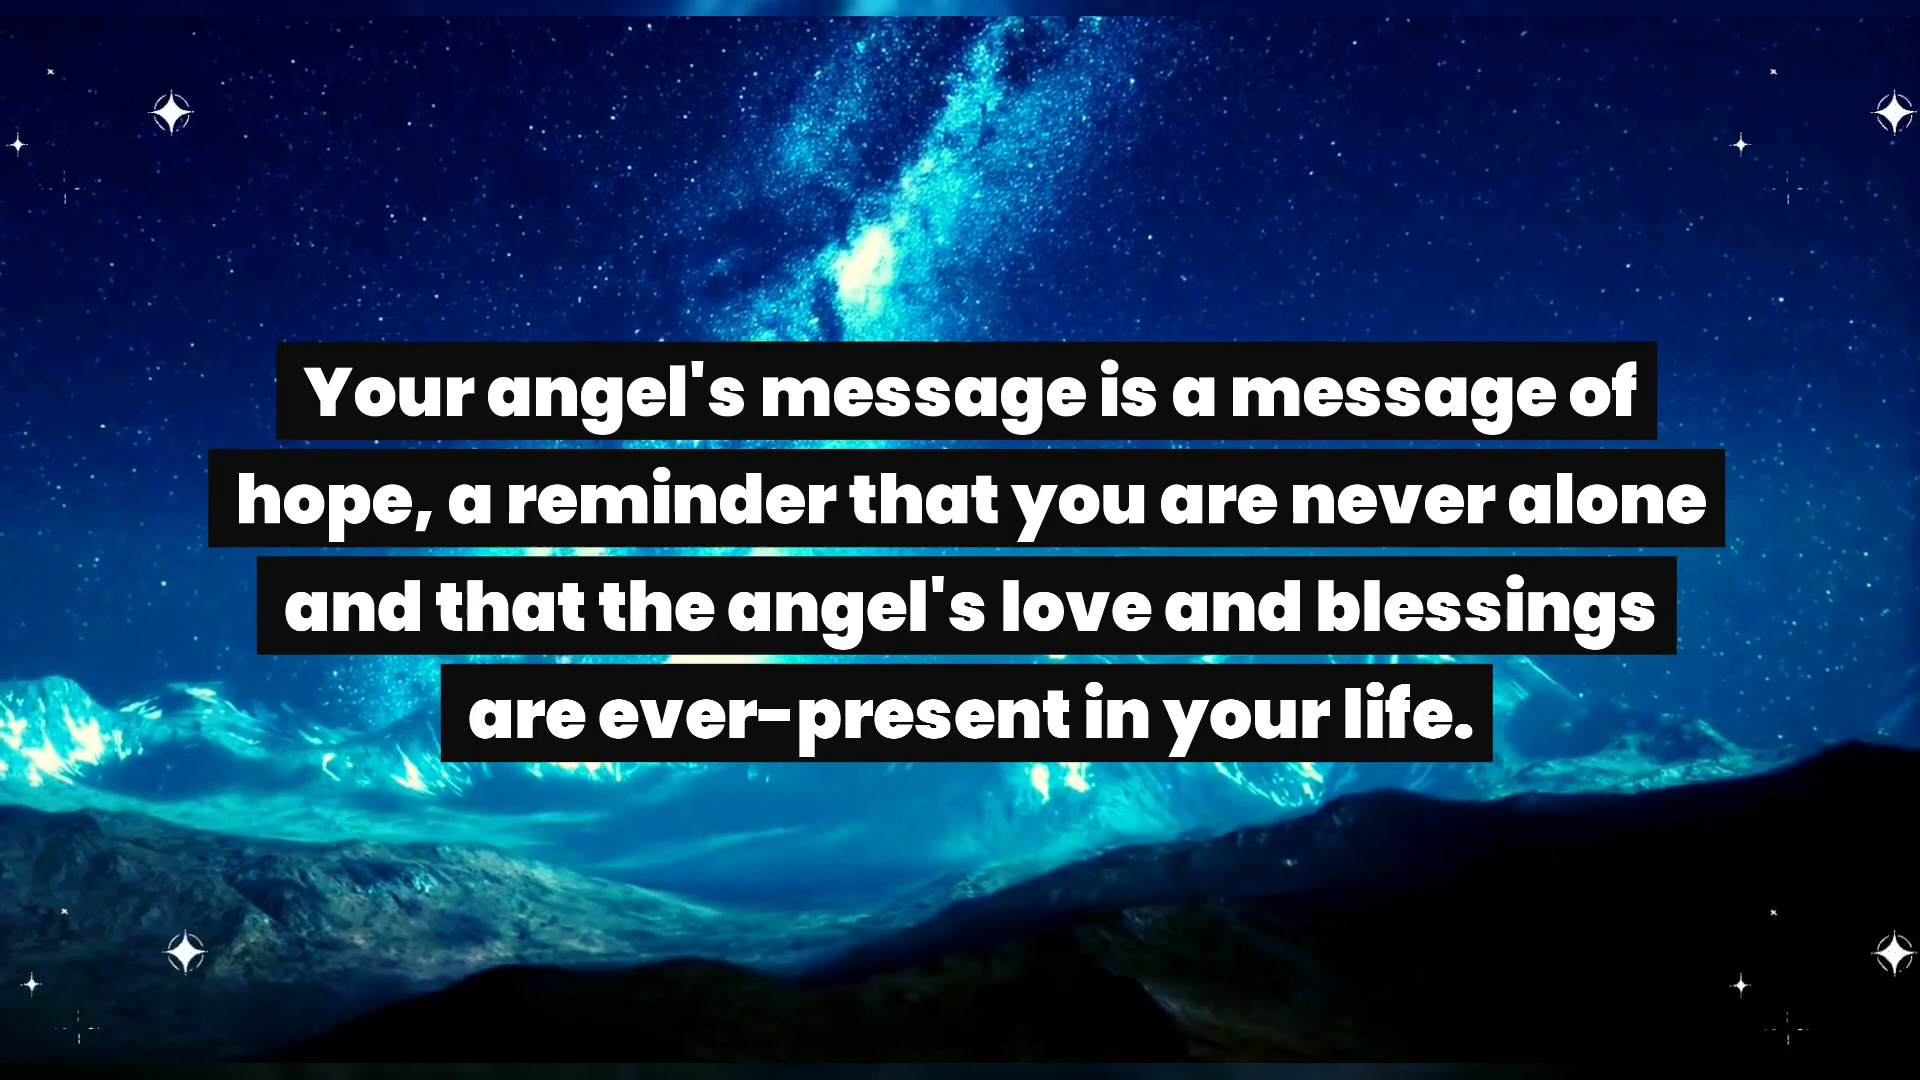 Your angel's message is a message of
hope, a reminder that you are never alone
and that the angel's love and blessings
are ever-present in your life.